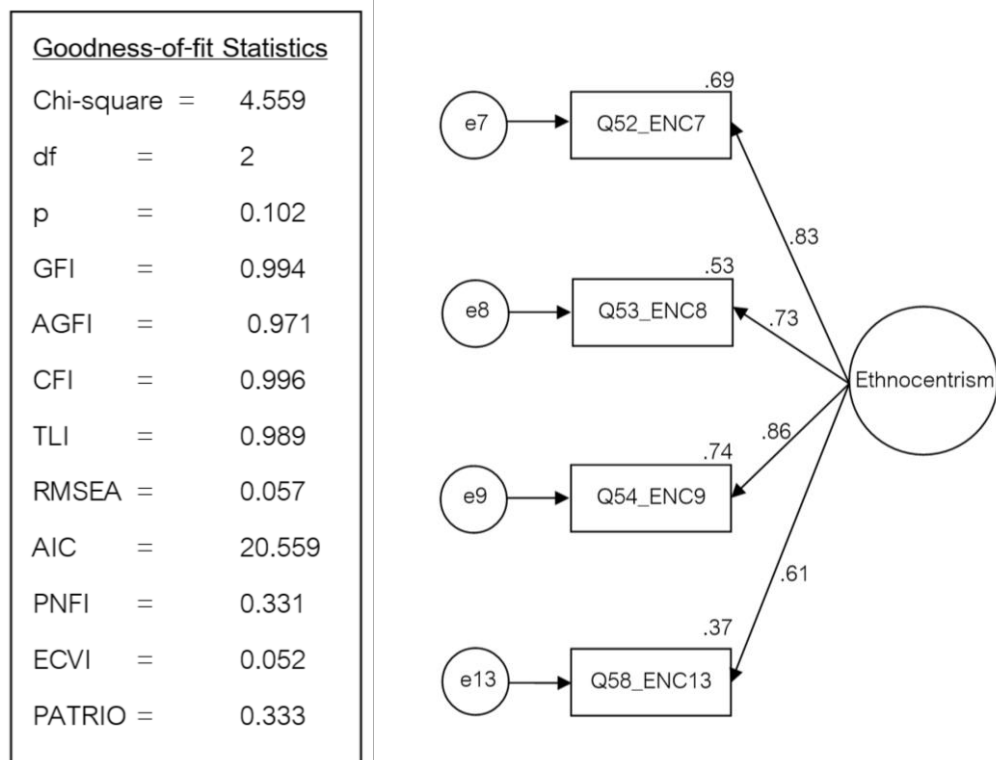 Goodness-of-fit Statistics
Chi-square = 4.559
df = 2
p = 0.102
GFI = 0.994
AGFI = 0.971
CFI = 0.996
TLI = 0.989
RMSEA = 0.057
AIC = 20.559
PNFI = 0.331
ECVI = 0.052
PATRIO = 0.333
.69
e7
Q52_ENC7
.83
.53
e8
Q53_ENC8
.73
Ethnocentrism
.86
.74
e9
Q54_ENC9
.61
.37
e13
Q58_ENC13